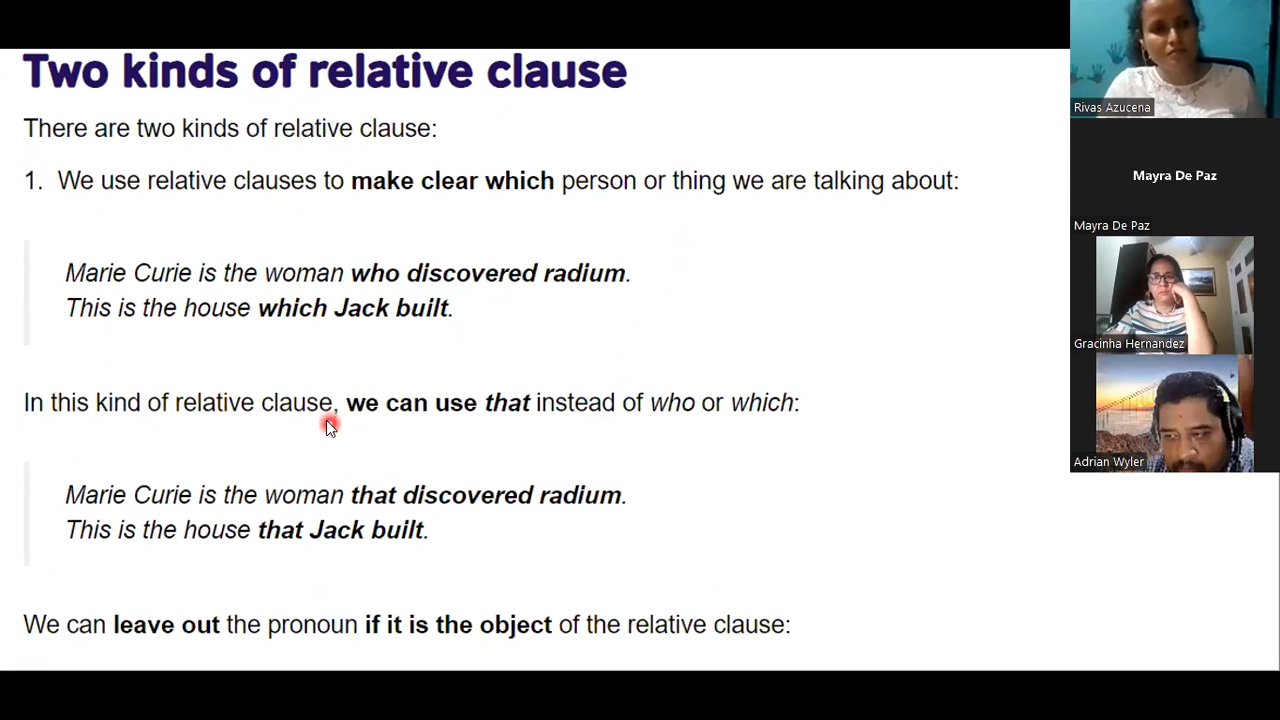 Two kinds of relative clause
There are two kinds of relative clause:
1. We use relative clauses to make clear which person or thing we are talking about:
Marie Curie is the woman who discovered radium.
This is the house which Jack built.
In this kind of relative clause, we can use that instead of who or which:
Marie Curie is the woman that discovered radium.
This is the house that Jack built.
We can leave out the pronoun if it is the object of the relative clause:
Rivas Azucena
Mayra De Paz
Mayra De Paz
Gracinha Hernandez
Adrian Wyler